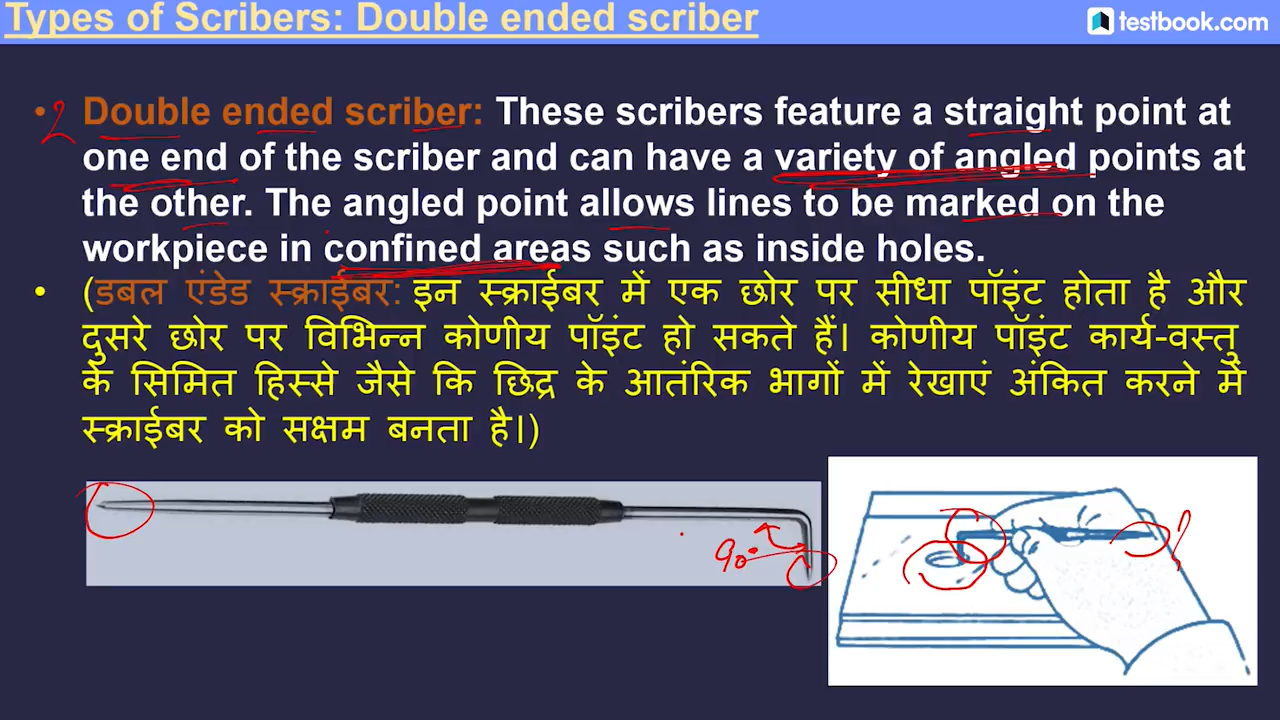 Types of Scribers: Double ended scriber
testbook.com
• 2 Double ended scriber: These scribers feature a straight point at
one end of the scriber and can have a variety of angled points at
the other. The angled point allows lines to be marked on the
workpiece in confined areas such as inside holes.
• (डबल एंडेड स्क्राईबर: इन स्क्राईबर में एक छोर पर सीधा पॉइंट होता है और
दुसरे छोर पर विभिन्न कोणीय पॉइंट हो सकते हैं। कोणीय पॉइंट कार्य-वस्तु
के सिमित हिस्से जैसे कि छिद्र के आतंरिक भागों में रेखाएं अंकित करने में
स्क्राईबर को सक्षम बनता है।)
90°